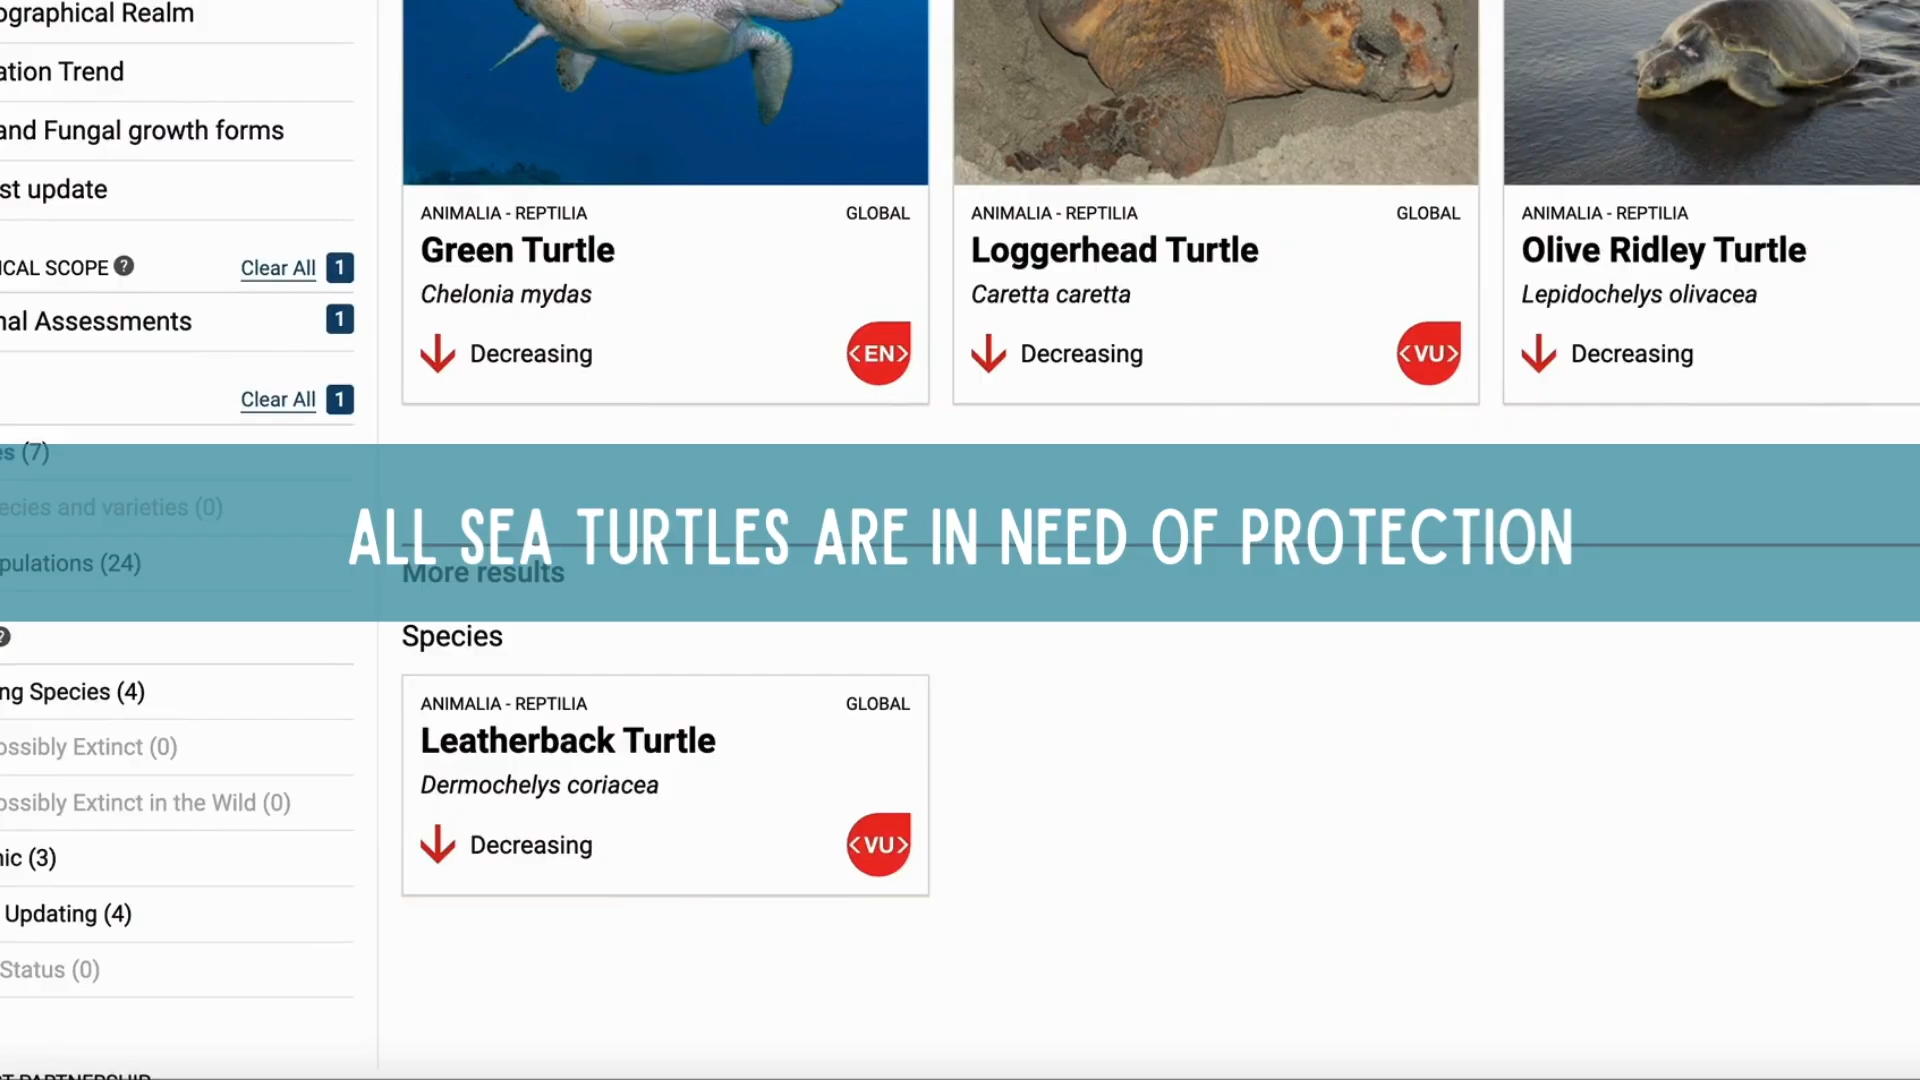 ographical Realm
ation Trend
and Fungal growth forms
st update
ICAL SCOPE ? Clear All 1
nal Assessments 1
Clear All 1
es (7)
ecies and varieties (0)
pulations (24)
?
ng Species (4)
ossibly Extinct (0)
ossibly Extinct in the Wild (0)
nic (3)
Updating (4)
Status (0)
ANIMALIA - REPTILIA GLOBAL
Green Turtle
Chelonia mydas
Decreasing <EN>
ANIMALIA - REPTILIA GLOBAL
Loggerhead Turtle
Caretta caretta
Decreasing <VU>
ANIMALIA - REPTILIA
Olive Ridley Turtle
Lepidochelys olivacea
Decreasing
ALL SEA TURTLES ARE IN NEED OF PROTECTION
More results
Species
ANIMALIA - REPTILIA GLOBAL
Leatherback Turtle
Dermochelys coriacea
Decreasing <VU>